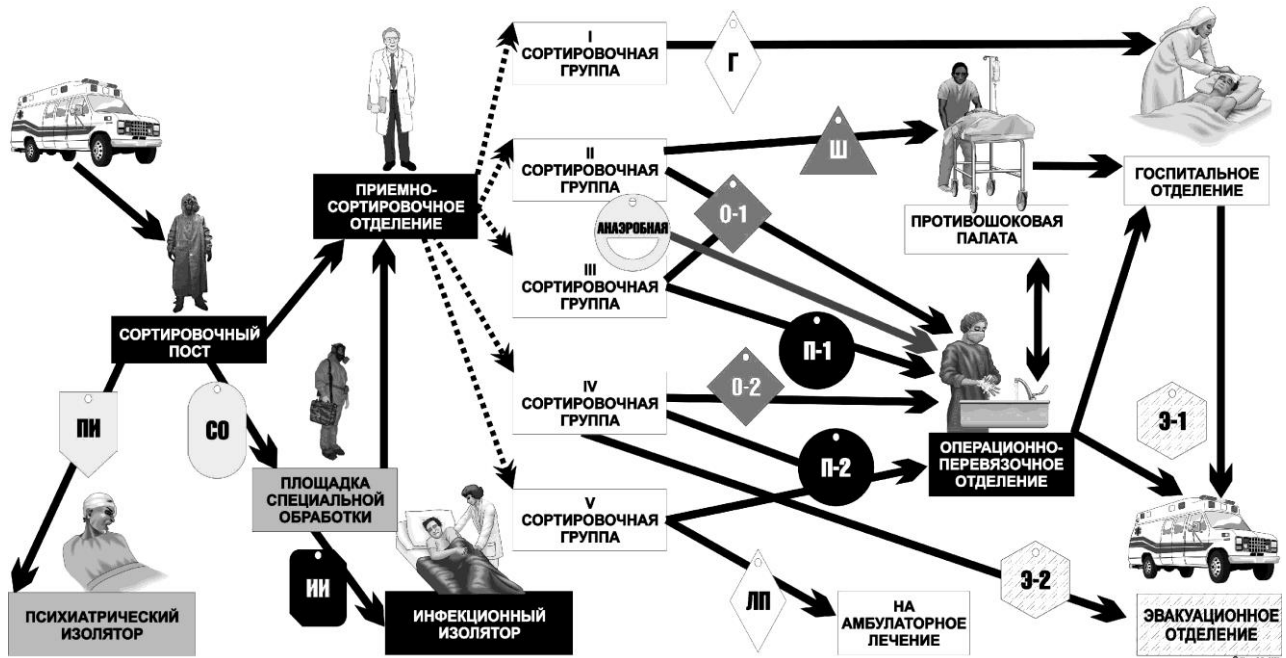 I
СОРТИРОВОЧНАЯ
ГРУППА
Г
II
СОРТИРОВОЧНАЯ
ГРУППА
Ш
ПРИЕМНО-
СОРТИРОВОЧНОЕ
ОТДЕЛЕНИЕ
О-1
АНАЭРОБНАЯ
ГОСПИТАЛЬНОЕ
ОТДЕЛЕНИЕ
ПРОТИВОШОКОВАЯ
ПАЛАТА
III
СОРТИРОВОЧНАЯ
ГРУППА
СОРТИРОВОЧНЫЙ
ПОСТ
П-1
ПИ
СО
IV
СОРТИРОВОЧНАЯ
ГРУППА
О-2
Э-1
ОПЕРАЦИОННО-
ПЕРЕВЯЗОЧНОЕ
ОТДЕЛЕНИЕ
П-2
ПЛОЩАДКА
СПЕЦИАЛЬНОЙ
ОБРАБОТКИ
V
СОРТИРОВОЧНАЯ
ГРУППА
ИИ
Э-2
ЛП
ПСИХИАТРИЧЕСКИЙ
ИЗОЛЯТОР
ИНФЕКЦИОННЫЙ
ИЗОЛЯТОР
НА
АМБУЛАТОРНОЕ
ЛЕЧЕНИЕ
ЭВАКУАЦИОННОЕ
ОТДЕЛЕНИЕ